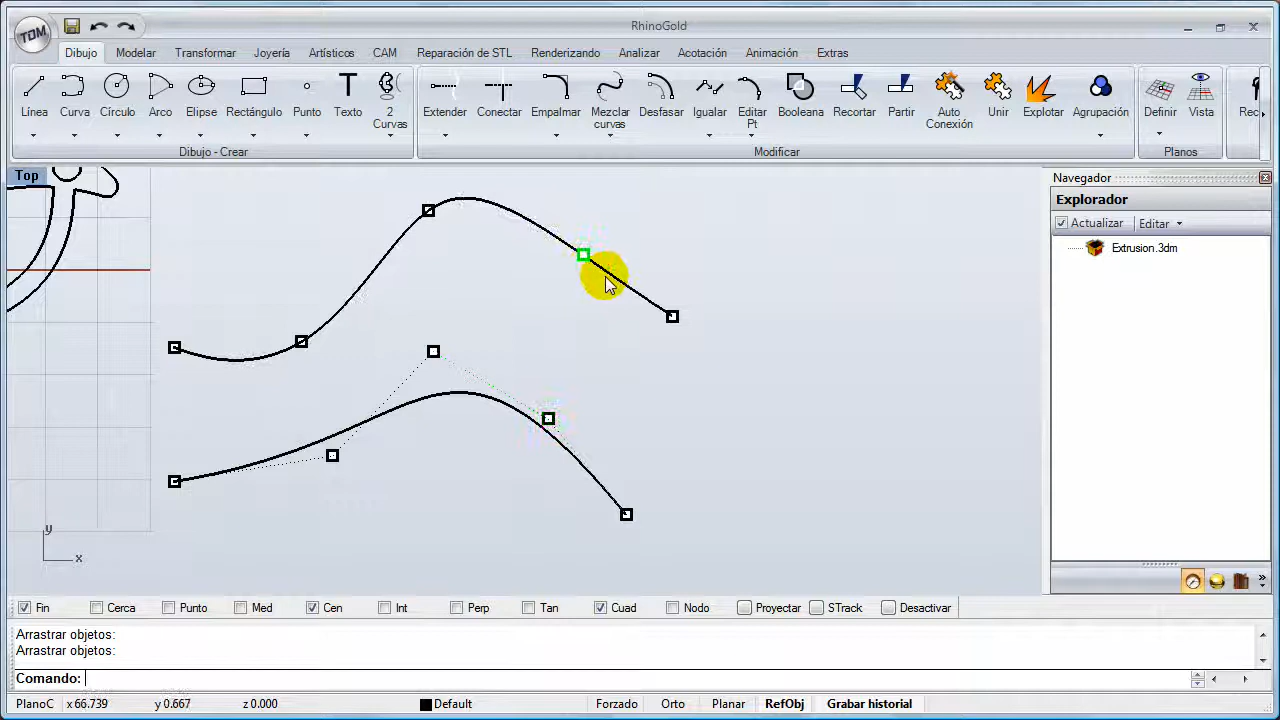 TDM
RhinoGold
Dibujo Modelar Transformar Joyería Artísticos CAM Reparación de STL Renderizando Analizar Acotación Animación Extras
Línea Curva Círculo Arco Elipse Rectángulo Punto Texto 2 Curvas Extender Conectar Empalmar Mezclar curvas Desfasar Igualar Editar Pt Booleana Recortar Partir Auto Conexión Unir Explotar Agrupación Definir Vista
Dibujo - Crear Modificar Planos
Top
Navegador
Explorador
Actualizar Editar
Extrusion.3dm
y
x
Fin Cerca Punto Med Cen Int Perp Tan Cuad Nodo Proyectar STrack Desactivar
Arrastrar objetos:
Arrastrar objetos:
Comando:
PlanoC x 66.739 y 0.667 z 0.000 Default Forzado Orto Planar RefObj Grabar historial